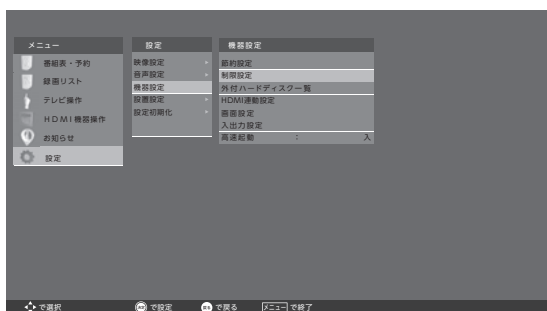 メニュー
番組表・予約
録画リスト
テレビ操作
HDMI機器操作
お知らせ
設定
設定
映像設定
音声設定
機器設定
設置設定
設定初期化
機器設定
節約設定
制限設定
外付ハードディスク一覧
HDMI連動設定
画面設定
入出力設定
高速起動 : 入
で選択 で設定 戻る で戻る メニュー で終了